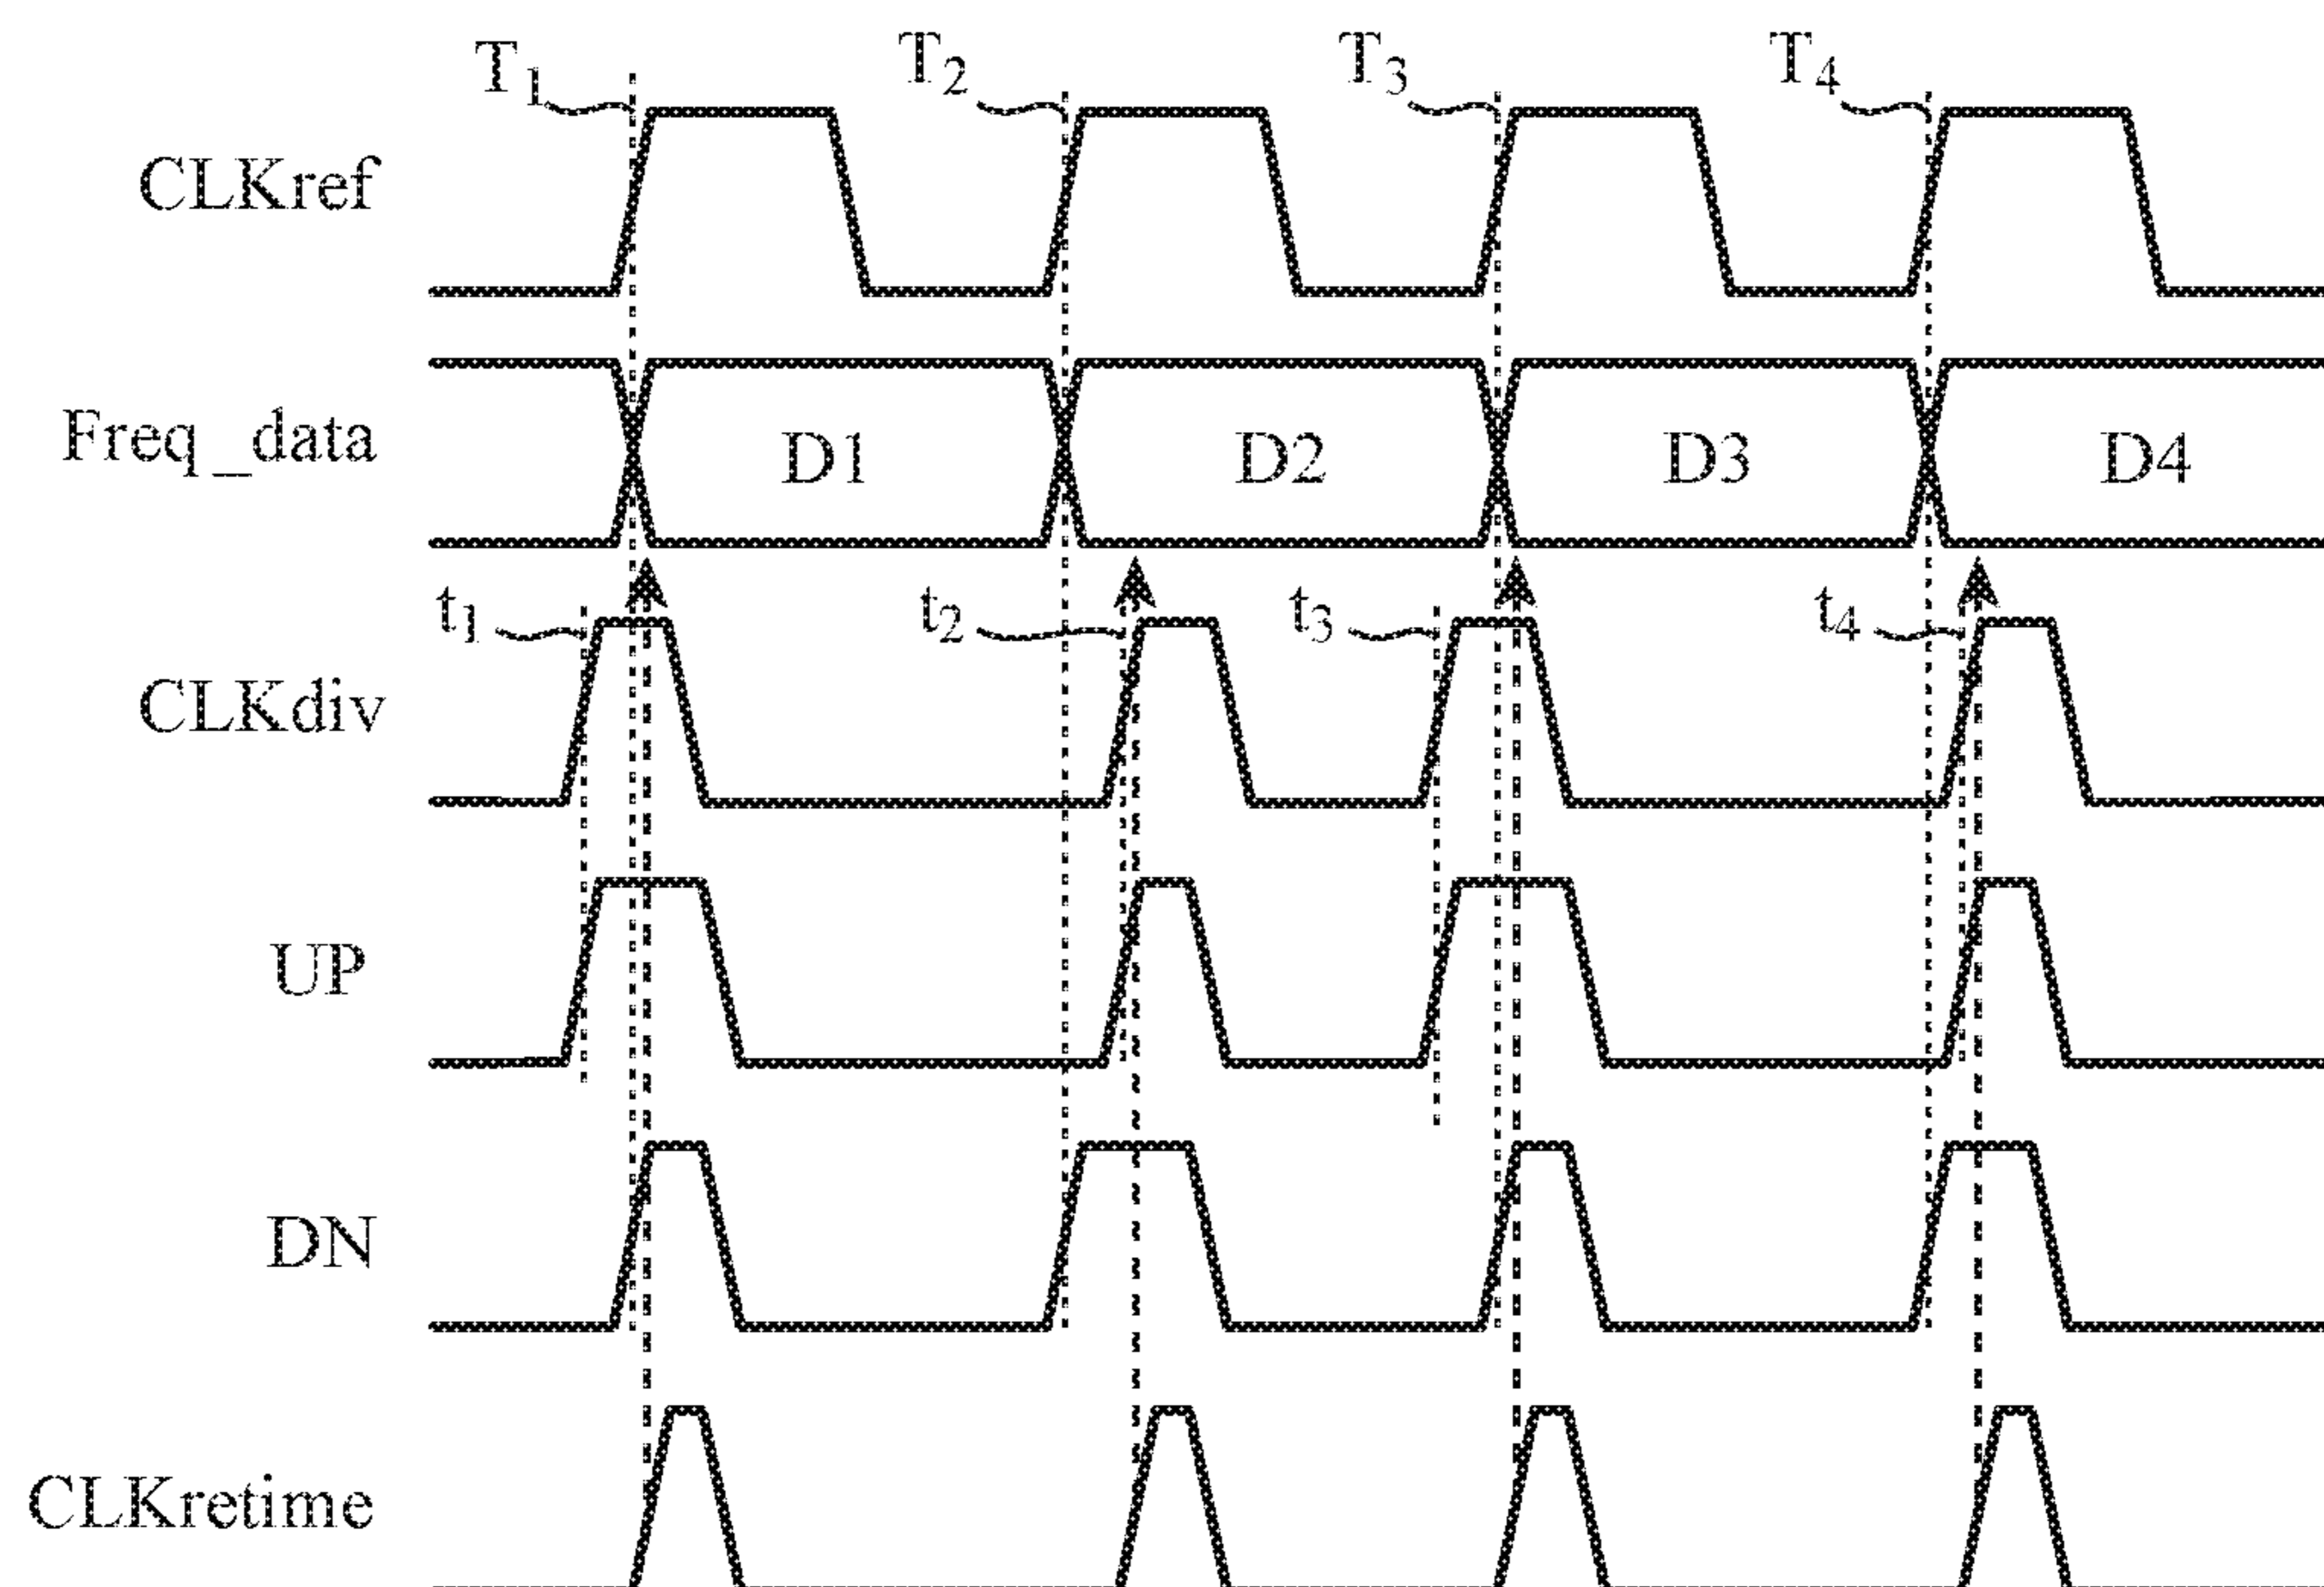 T1 T2 T3 T4
CLKref
Freq_data D1 D2 D3 D4
t1 t2 t3 t4
CLKdiv
UP
DN
CLKretime